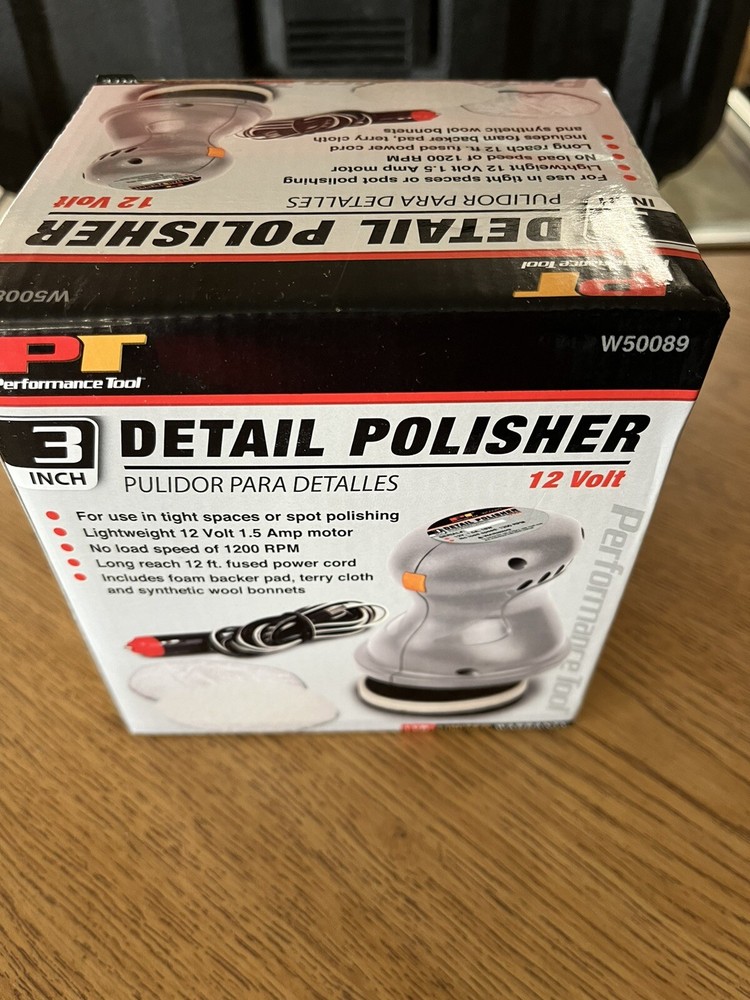 and synthetic wool bonnets
Includes foam backer pad, terry cloth
Long reach 12 ft. fused power cord
No load speed of 1200 RPM
Lightweight 12 Volt 1.5 Amp motor
For use in tight spaces or spot polishing
12 Volt
PULIDOR PARA DETALLES
DETAIL POLISHER
PT
W5008
W50089
PT
Performance Tool
3
INCH
DETAIL POLISHER
PULIDOR PARA DETALLES
12 Volt
For use in tight spaces or spot polishing
Lightweight 12 Volt 1.5 Amp motor
No load speed of 1200 RPM
Long reach 12 ft. fused power cord
Includes foam backer pad, terry cloth
and synthetic wool bonnets
DETAIL POLISHER
Performance Tool